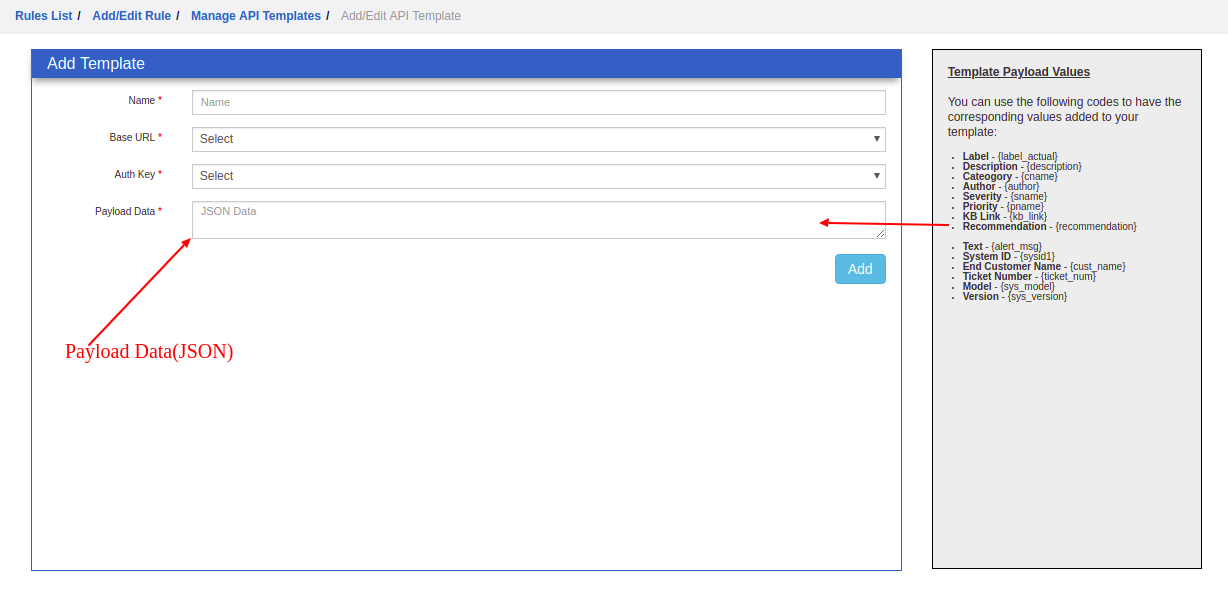 Rules List / Add/Edit Rule / Manage API Templates / Add/Edit API Template
Add Template
Name *
Name
Base URL *
Select
Auth Key *
Select
Payload Data *
JSON Data
Add
Payload Data(JSON)
Template Payload Values
You can use the following codes to have the
corresponding values added to your
template:
Label - {label_actual}
Description - {description}
Cateogory - {cname}
Author - {author}
Severity - {sname}
Priority - {pname}
KB Link - {kb_link}
Recommendation - {recommendation}
Text - {alert_msg}
System ID - {sysid1}
End Customer Name - {cust_name}
Ticket Number - {ticket_num}
Model - {sys_model}
Version - {sys_version}